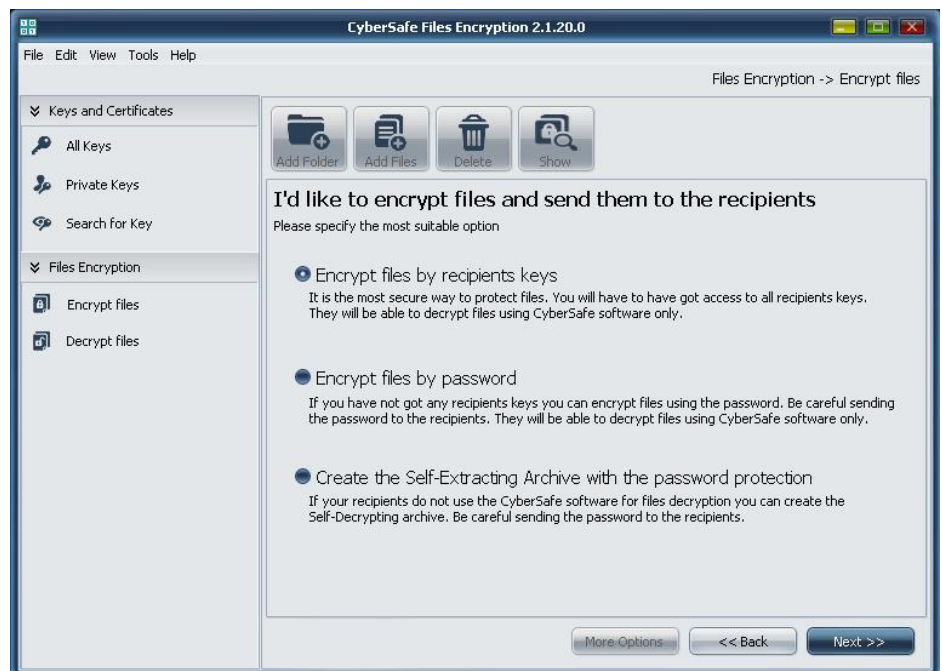 CyberSafe Files Encryption 2.1.20.0
File Edit View Tools Help
Files Encryption -> Encrypt files
Keys and Certificates
All Keys
Private Keys
Search for Key
Files Encryption
Encrypt files
Decrypt files
Add Folder
Add Files
Delete
Show
I'd like to encrypt files and send them to the recipients
Please specify the most suitable option
Encrypt files by recipients keys
It is the most secure way to protect files. You will have to have got access to all recipients keys.
They will be able to decrypt files using CyberSafe software only.
Encrypt files by password
If you have not got any recipients keys you can encrypt files using the password. Be careful sending
the password to the recipients. They will be able to decrypt files using CyberSafe software only.
Create the Self-Extracting Archive with the password protection
If your recipients do not use the CyberSafe software for files decryption you can create the
Self-Decrypting archive. Be careful sending the password to the recipients.
More Options
<< Back
Next >>